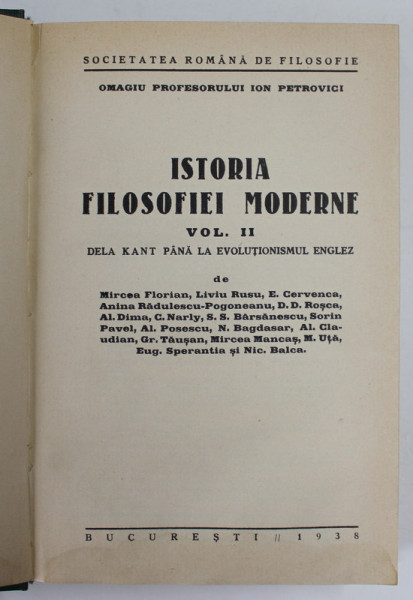 SOCIETATEA ROMÂNĂ DE FILOSOFIE
OMAGIU PROFESORULUI ION PETROVICI
ISTORIA
FILOSOFIEI MODERNE
VOL. II
DELA KANT PÂNĂ LA EVOLUȚIONISMUL ENGLEZ
de
Mircea Florian, Liviu Rusu, E. Cervenca,
Anina Rădulescu-Pogoneanu, D. D. Roșca,
Al. Dima, C. Narly, S. S. Bârsănescu, Sorin
Pavel, Al. Posescu, N. Bagdasar, Al. Cla-
udian, Gr. Tăușan, Mircea Mancaș, M. Uță,
Eug. Sperantia și Nic. Balca.
BUCUREȘTI // 1938